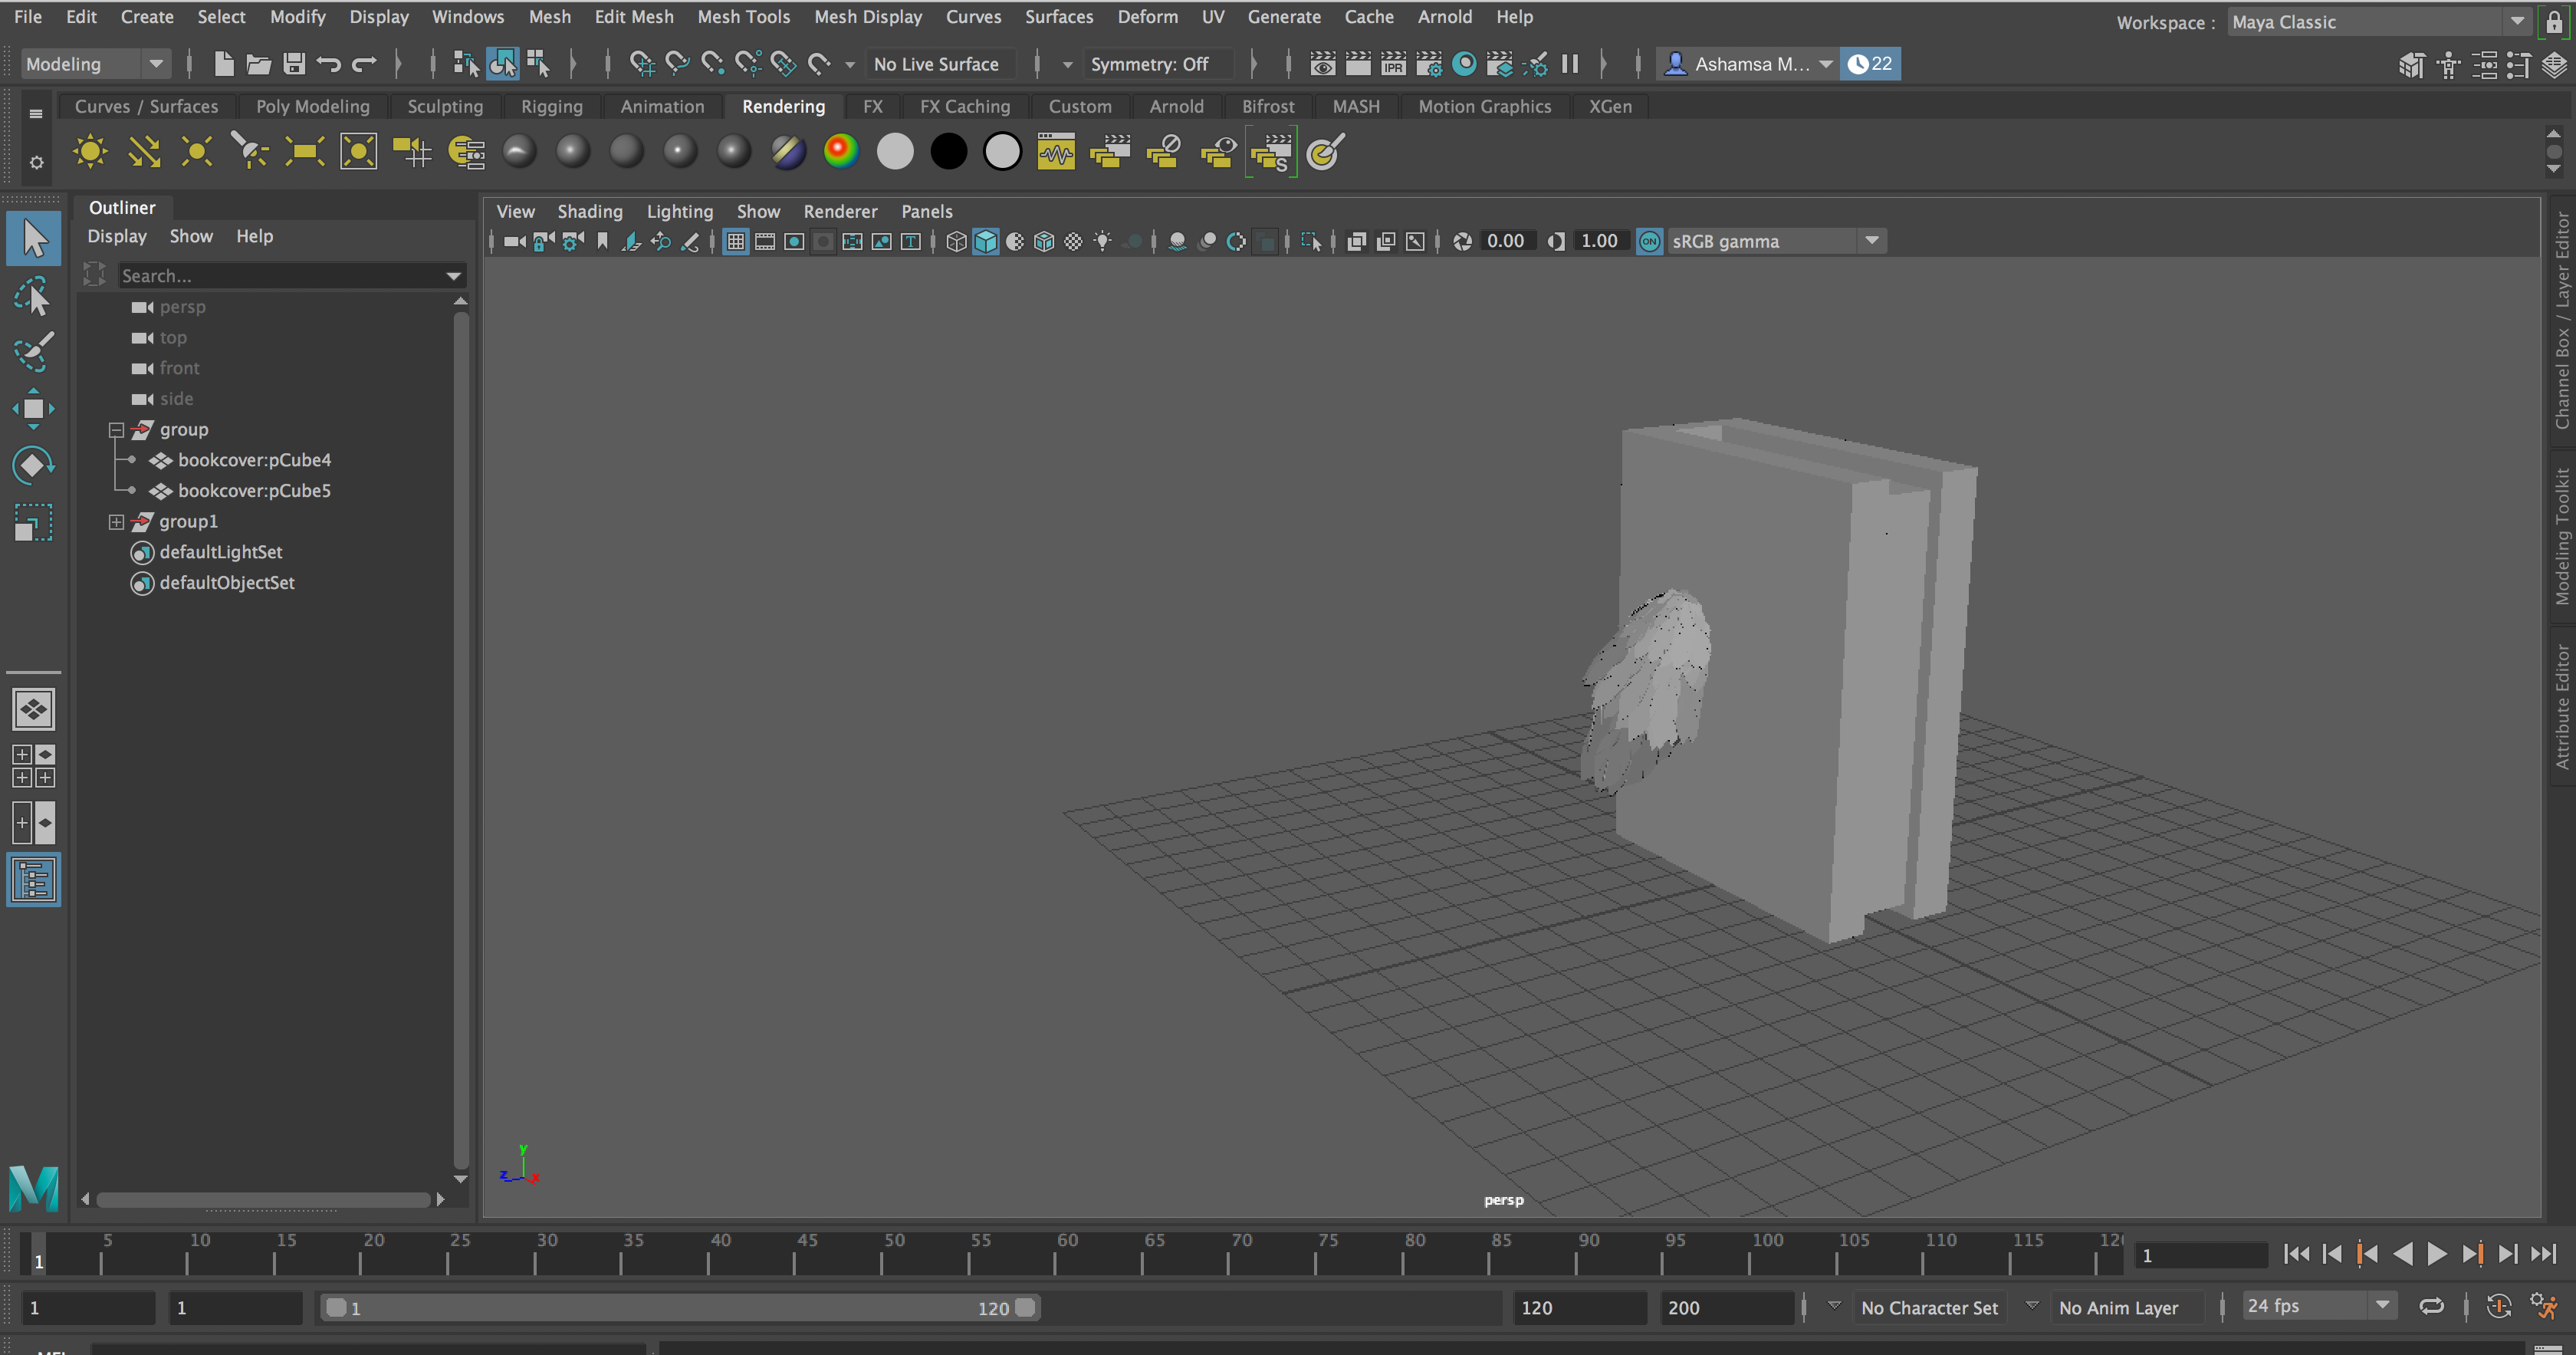 File Edit Create Select Modify Display Windows Mesh Edit Mesh Mesh Tools Mesh Display Curves Surfaces Deform UV Generate Cache Arnold Help
Workspace : Maya Classic
Modeling No Live Surface Symmetry: Off IPR Ashamsa M... 22
Curves / Surfaces Poly Modeling Sculpting Rigging Animation Rendering FX FX Caching Custom Arnold Bifrost MASH Motion Graphics XGen
S
Outliner
Display Show Help
Search...
persp
top
front
side
group
bookcover:pCube4
bookcover:pCube5
group1
defaultLightSet
defaultObjectSet
View Shading Lighting Show Renderer Panels
T 0.00 1.00 ON sRGB gamma
y
z x
persp
Channel Box / Layer Editor
Modeling Toolkit
Attribute Editor
M
5 10 15 20 25 30 35 40 45 50 55 60 65 70 75 80 85 90 95 100 105 110 115
1 1
1 1 1 120 120 200 No Character Set No Anim Layer 24 fps